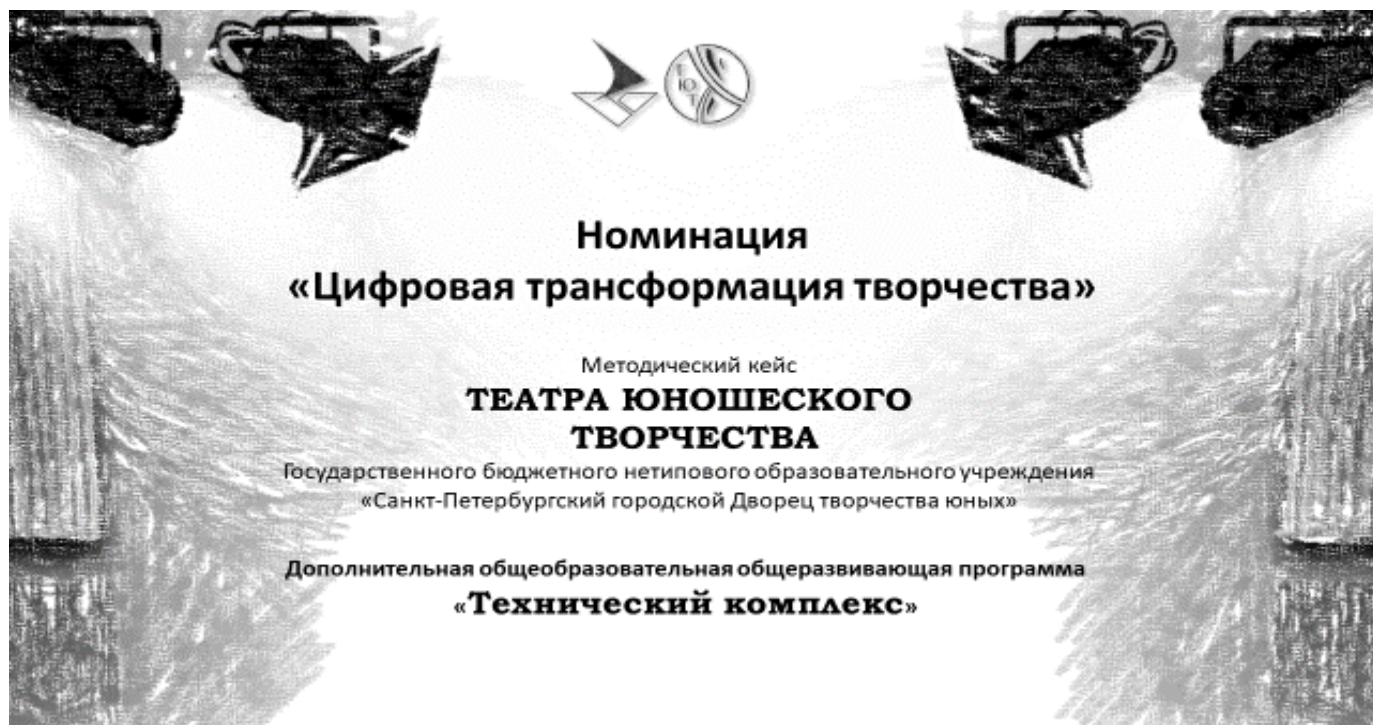 ТЮТ
Номинация
«Цифровая трансформация творчества»
Методический кейс
ТЕАТРА ЮНОШЕСКОГО
ТВОРЧЕСТВА
Государственного бюджетного нетипового образовательного учреждения
«Санкт-Петербургский городской Дворец творчества юных»
Дополнительная общеобразовательная общеразвивающая программа
«Технический комплекс»